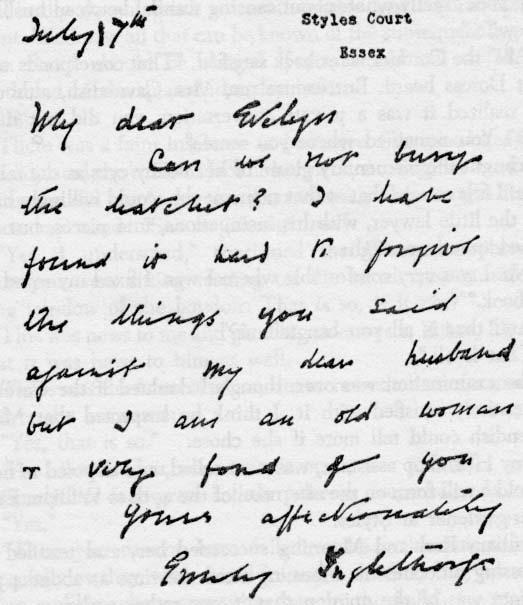 Styles Court
Essex
July 17th
My dear Evelyn
Can we not bury
the hatchet? I have
found it hard to forgive
the things you said
against my dear husband
but I am an old woman
& very fond of you
Yours affectionately
Emily Inglethorp